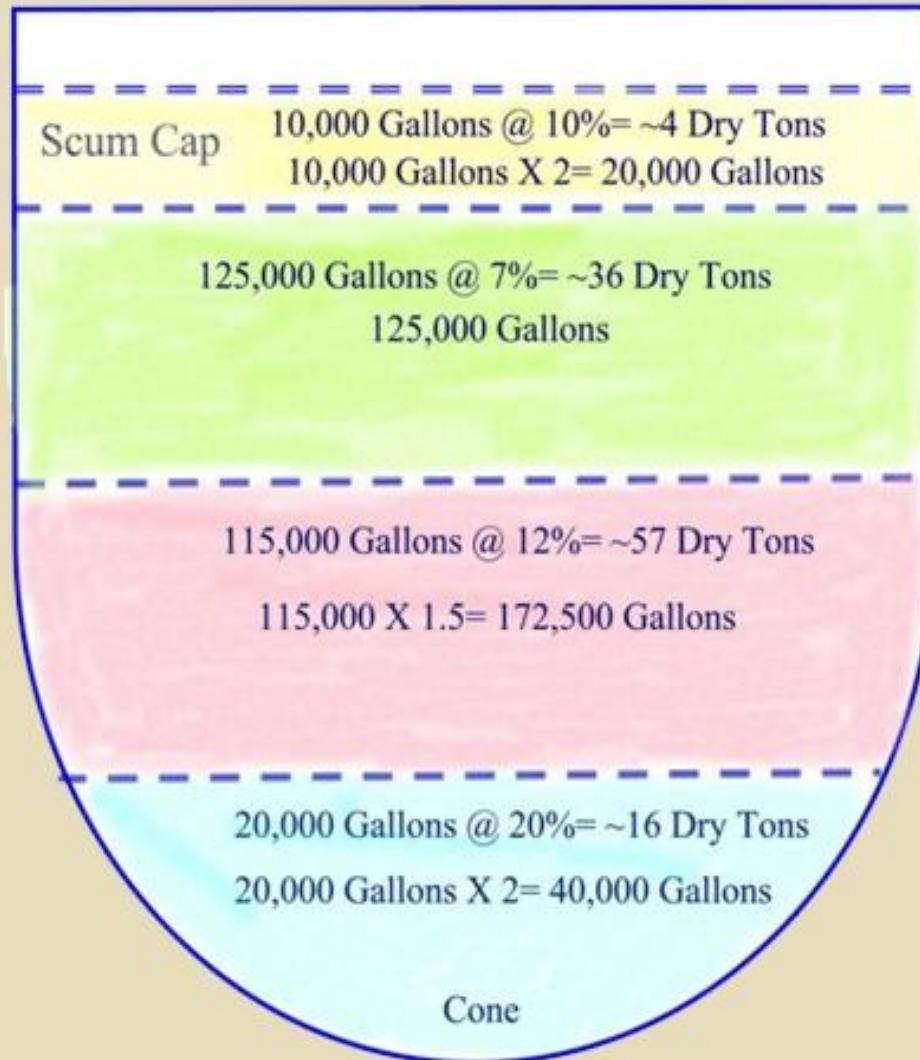 Scum Cap 10,000 Gallons @ 10%= ~4 Dry Tons
10,000 Gallons X 2= 20,000 Gallons
125,000 Gallons @ 7%= ~36 Dry Tons
125,000 Gallons
115,000 Gallons @ 12%= ~57 Dry Tons
115,000 X 1.5= 172,500 Gallons
20,000 Gallons @ 20%= ~16 Dry Tons
20,000 Gallons X 2= 40,000 Gallons
Cone